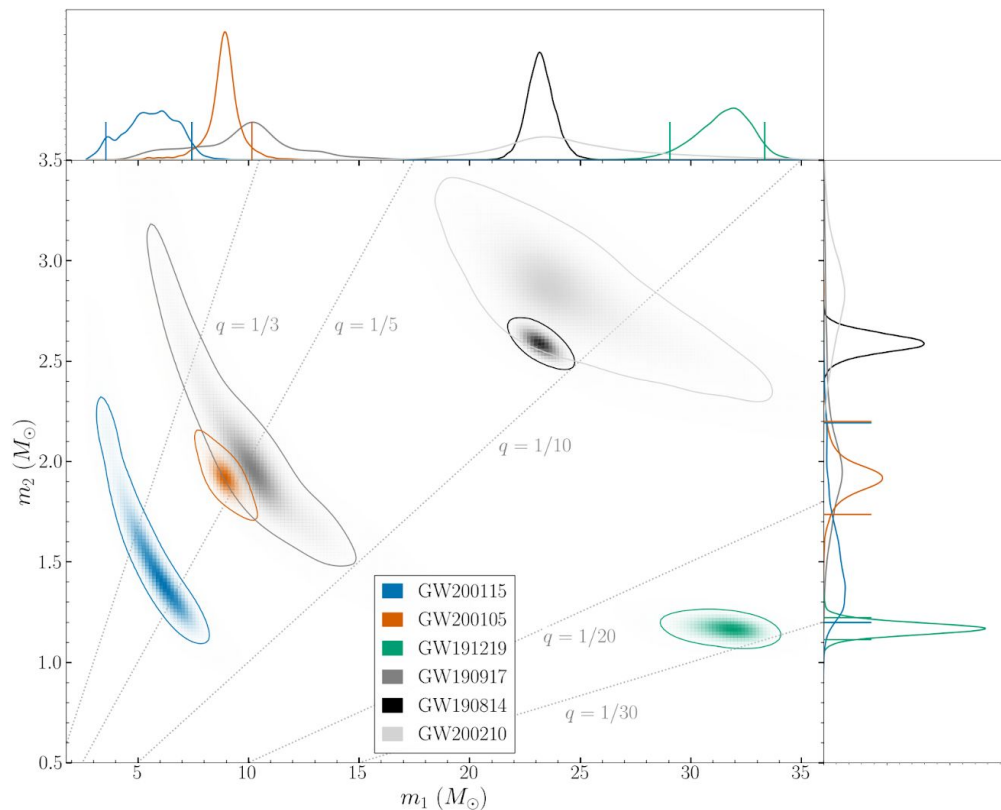 3.5
3.0
2.5
2.0
1.5
1.0
0.5
m₂ (M⊙)
q = 1/3
q = 1/5
q = 1/10
q = 1/20
q = 1/30
GW200115
GW200105
GW191219
GW190917
GW190814
GW200210
5 10 15 20 25 30 35
m₁ (M⊙)